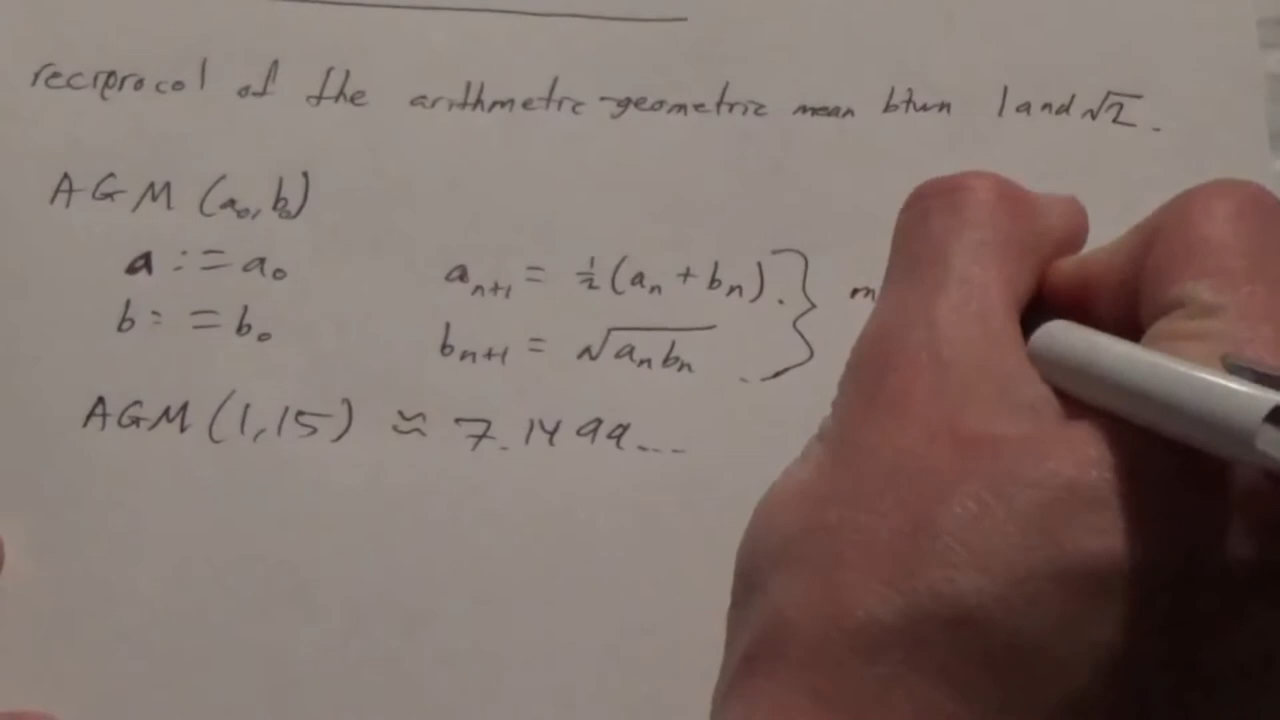 reciprocol of the arithmetic-geometric mean btwn 1 and √2.
AGM (a₀, b₀)
a := a₀
b := b₀
aₙ₊₁ = ½(aₙ + bₙ).
bₙ₊₁ = √aₙbₙ
AGM(1,15) ≈ 7.1499...